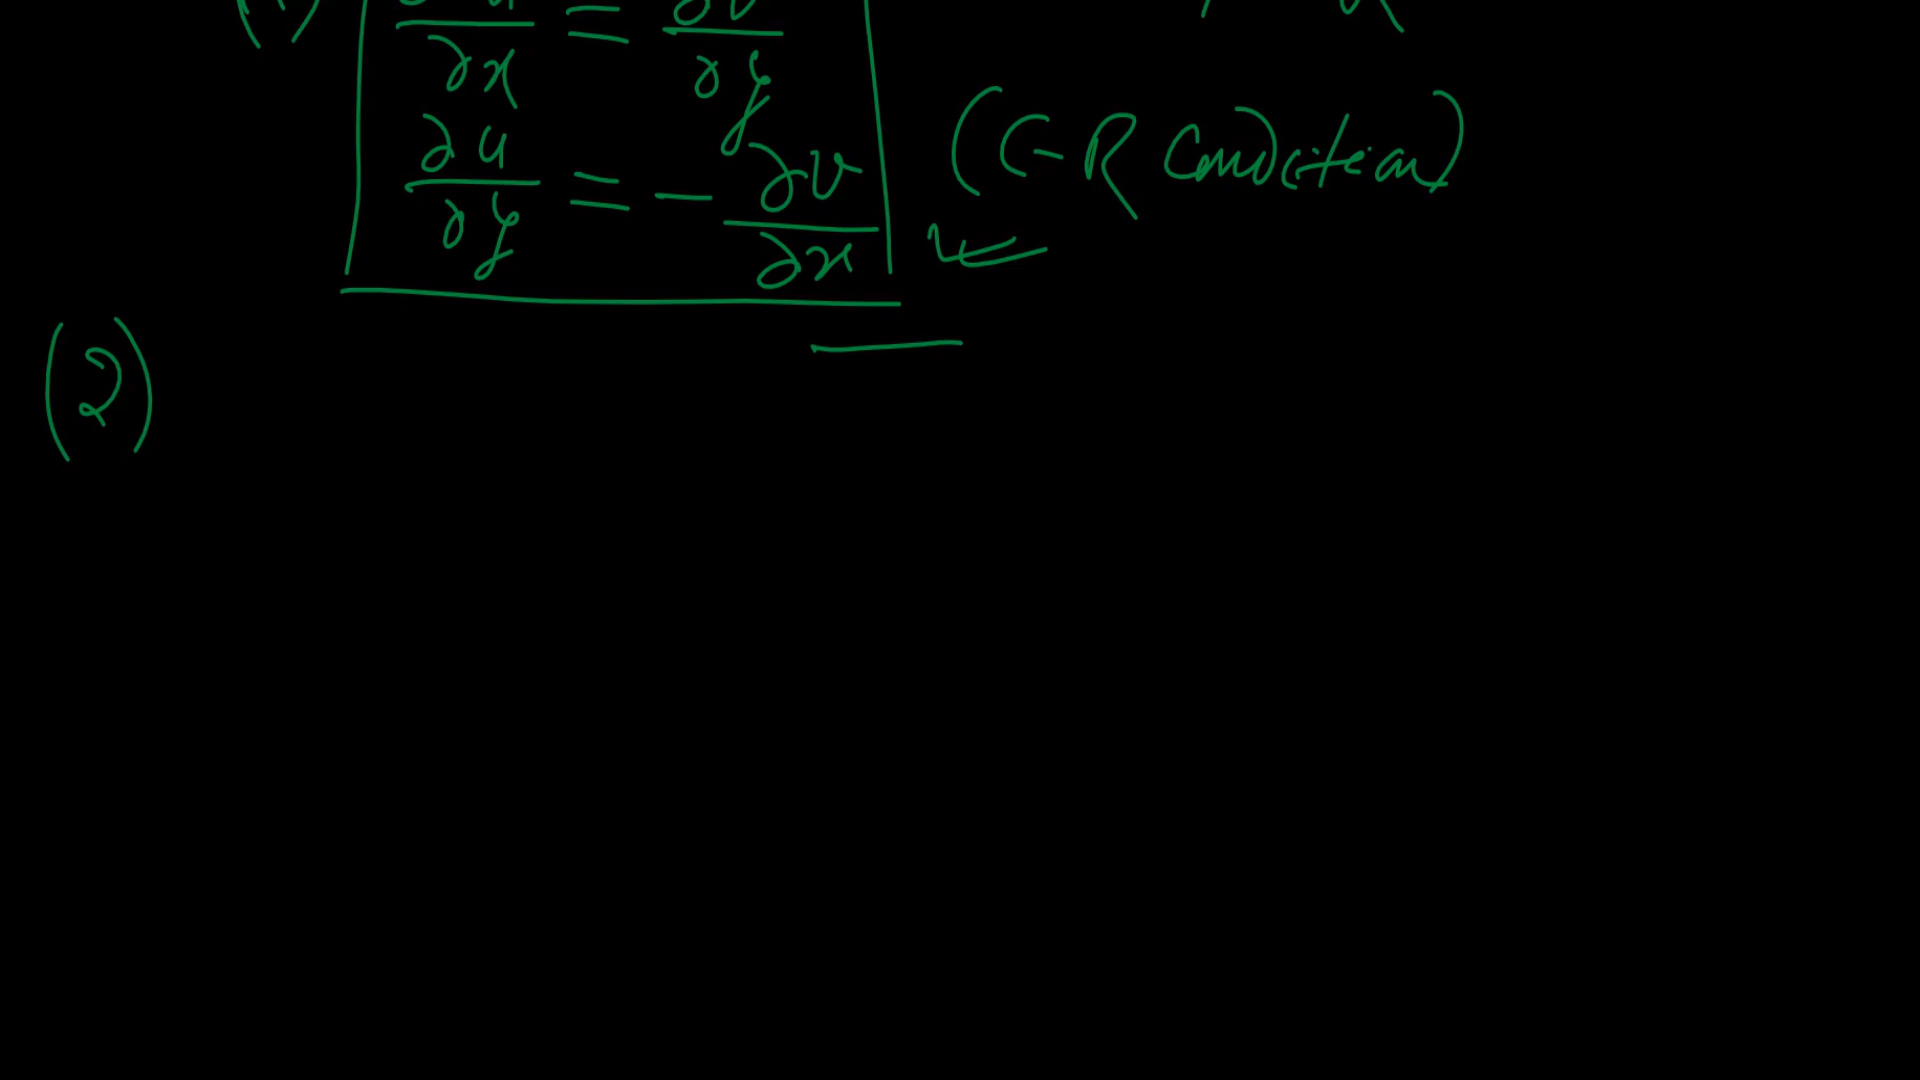 ∂u/∂x = ∂v/∂y
∂u/∂y = - ∂v/∂x (C-R Condition)
(2)